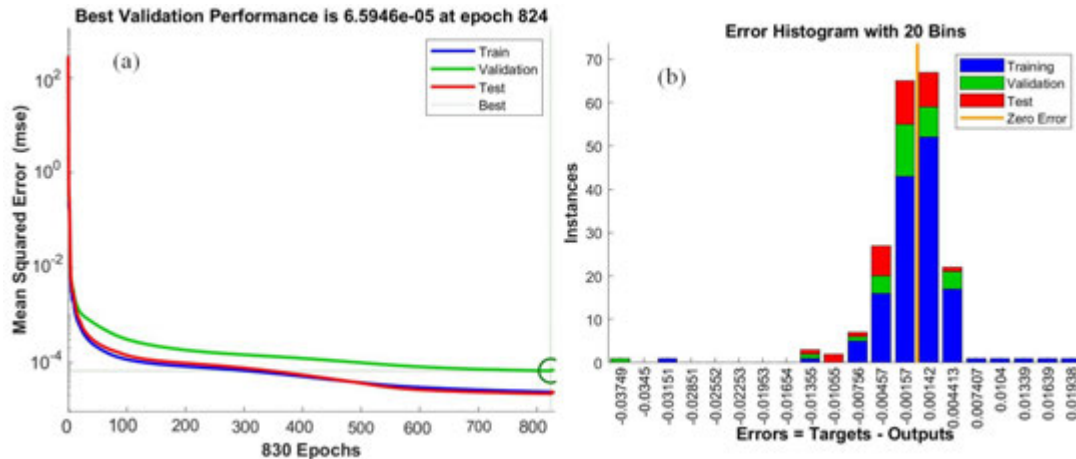 Best Validation Performance is 6.5946e-05 at epoch 824
(a)
Train
Validation
Test
Best
Mean Squared Error (mse)
10^2
10^0
10^-2
10^-4
0 100 200 300 400 500 600 700 800
830 Epochs
Error Histogram with 20 Bins
(b)
Training
Validation
Test
Zero Error
Instances
70
60
50
40
30
20
10
0
-0.03749
-0.0345
-0.03151
-0.02851
-0.02552
-0.02253
-0.01953
-0.01654
-0.01355
-0.01055
-0.00756
-0.00457
-0.00157
0.00142
0.004413
0.007407
0.0104
0.01339
0.01639
0.01938
Errors = Targets - Outputs